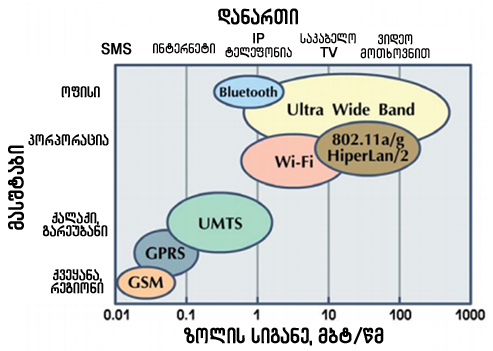 დანართი
SMS
ინტერნეტი
IP
ტელეფონია
საკაბელო
TV
ვიდეო
მოთხოვნით
ოფისი
Bluetooth
Ultra Wide Band
კორპორაცია
802.11a/g
HiperLan/2
Wi-Fi
მასშტაბი
ქალაქი,
გარეუბანი
UMTS
GPRS
ქვეყანა,
რეგიონი
GSM
0.01 0.1 1 10 100 1000
ზოლის სიგანე, მბტ/წმ